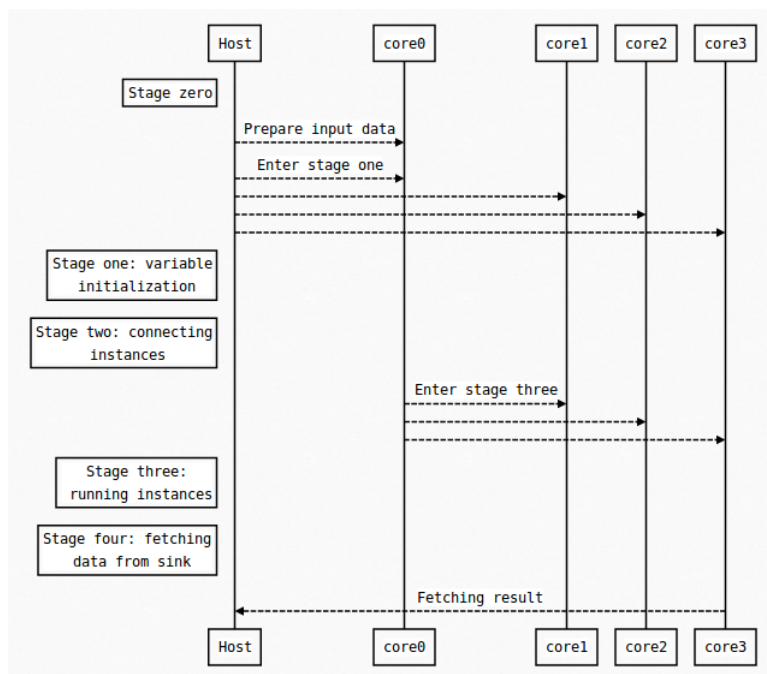 Host core0 core1 core2 core3
Stage zero
Prepare input data
Enter stage one
Stage one: variable
initialization
Stage two: connecting
instances
Enter stage three
Stage three:
running instances
Stage four: fetching
data from sink
Fetching result
Host core0 core1 core2 core3